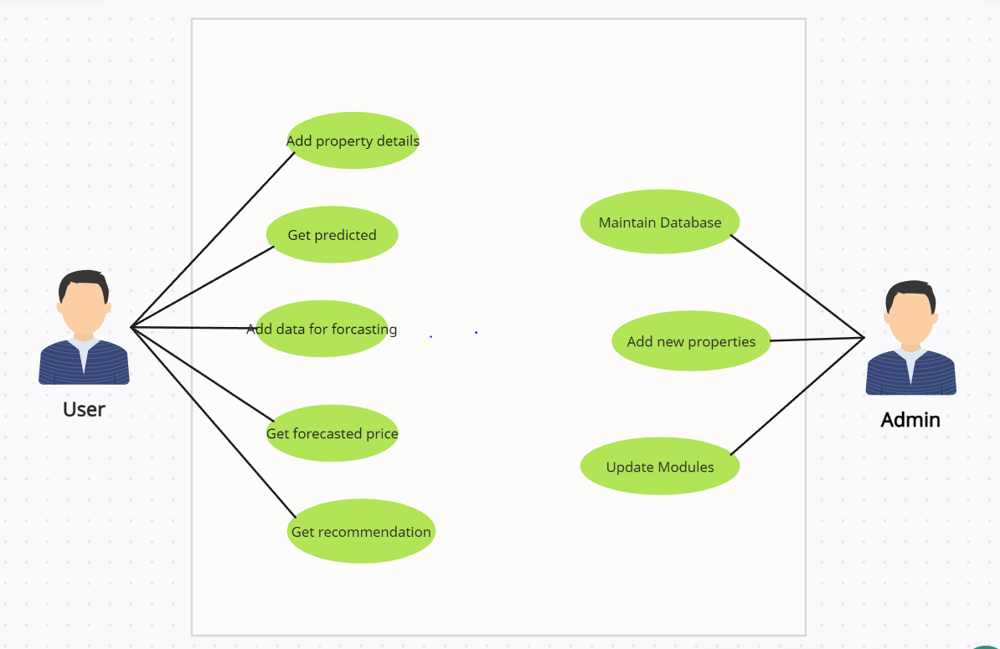 Add property details
Get predicted
Add data for forcasting
Get forecasted price
Get recommendation
User
Maintain Database
Add new properties
Update Modules
Admin